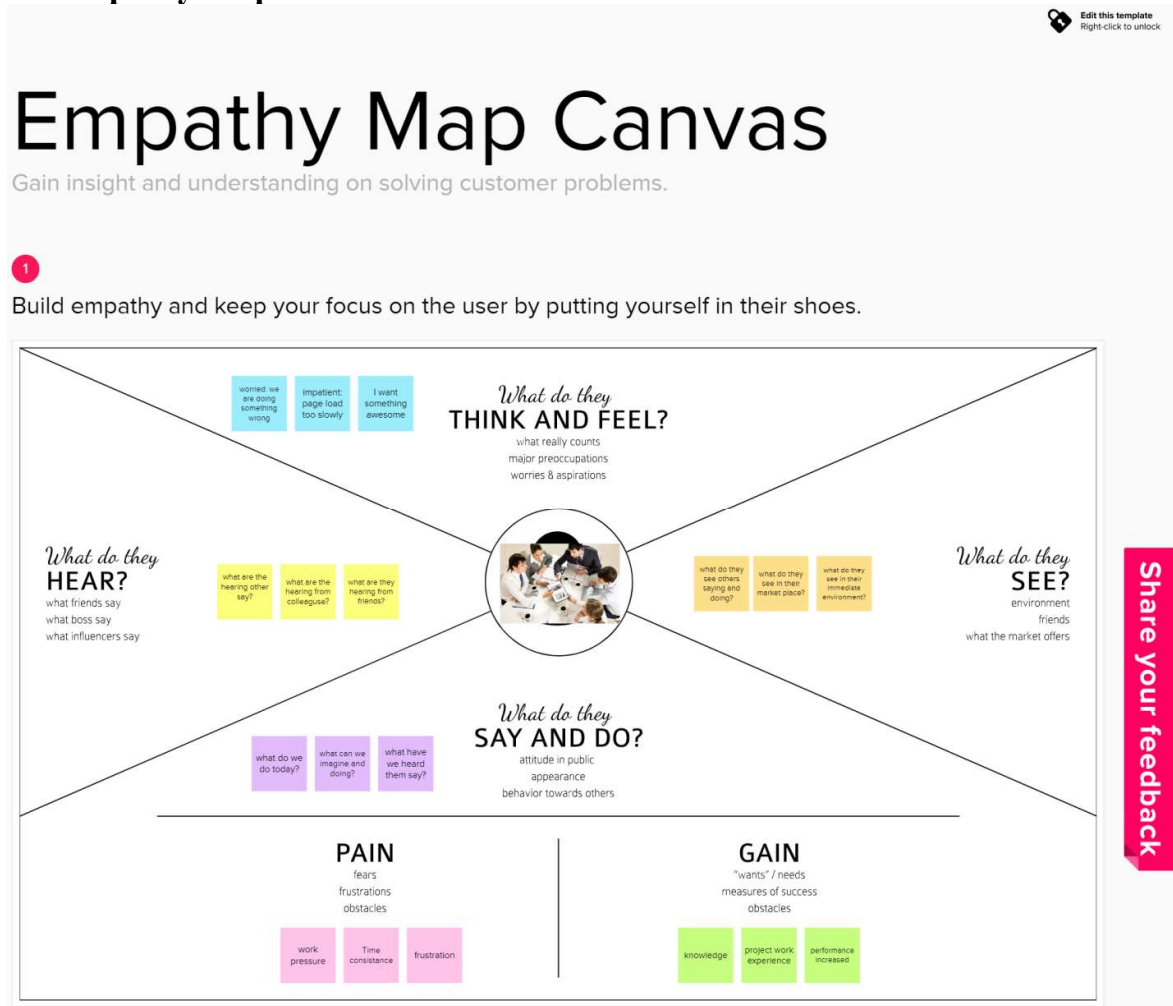 Edit this template
Right-click to unlock
Empathy Map Canvas
Gain insight and understanding on solving customer problems.
1
Build empathy and keep your focus on the user by putting yourself in their shoes.
worried: we
are doing
something
wrong
impatient:
page load
too slowly
I want
something
awesome
What do they
THINK AND FEEL?
what really counts
major preoccupations
worries & aspirations
What do they
HEAR?
what friends say
what boss say
what influencers say
what are the
hearing other
say?
what are the
hearing from
colleaguse?
what are they
hearing from
friends?
what do they
see others
saying and
doing?
what do they
see in their
market place?
what do they
see in their
immediate
environment?
What do they
SEE?
environment
friends
what the market offers
What do they
SAY AND DO?
attitude in public
appearance
behavior towards others
what do we
do today?
what can we
imagine and
doing?
what have
we heard
them say?
PAIN
fears
frustrations
obstacles
work
pressure
Time
consistance
frustration
GAIN
"wants" / needs
measures of success
obstacles
knowledge
project work
experience
performance
increased
Share your feedback